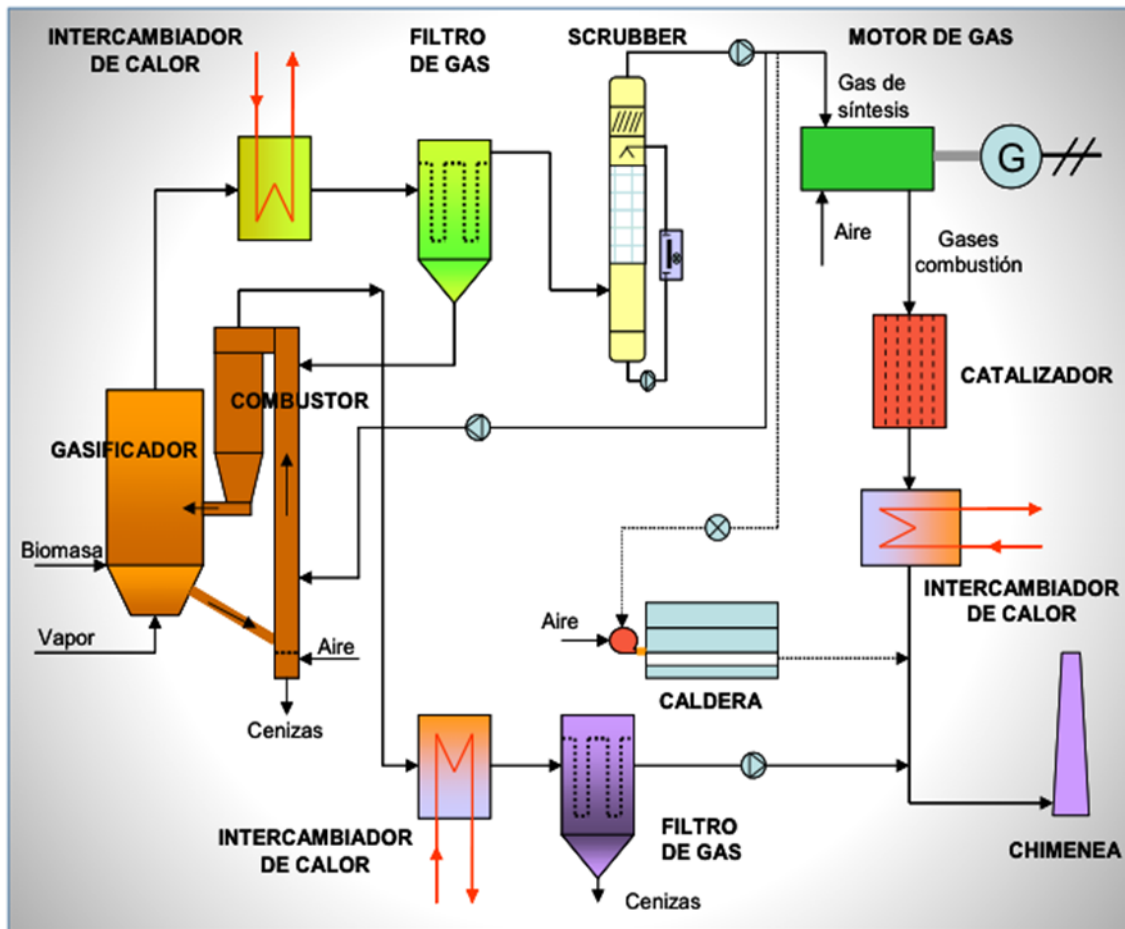 INTERCAMBIADOR
DE CALOR
FILTRO
DE GAS
SCRUBBER
MOTOR DE GAS
Gas de
síntesis
G
Aire
Gases
combustión
COMBUSTOR
CATALIZADOR
GASIFICADOR
Biomasa
Vapor
Aire
Cenizas
INTERCAMBIADOR
DE CALOR
Aire
CALDERA
INTERCAMBIADOR
DE CALOR
FILTRO
DE GAS
Cenizas
CHIMENEA